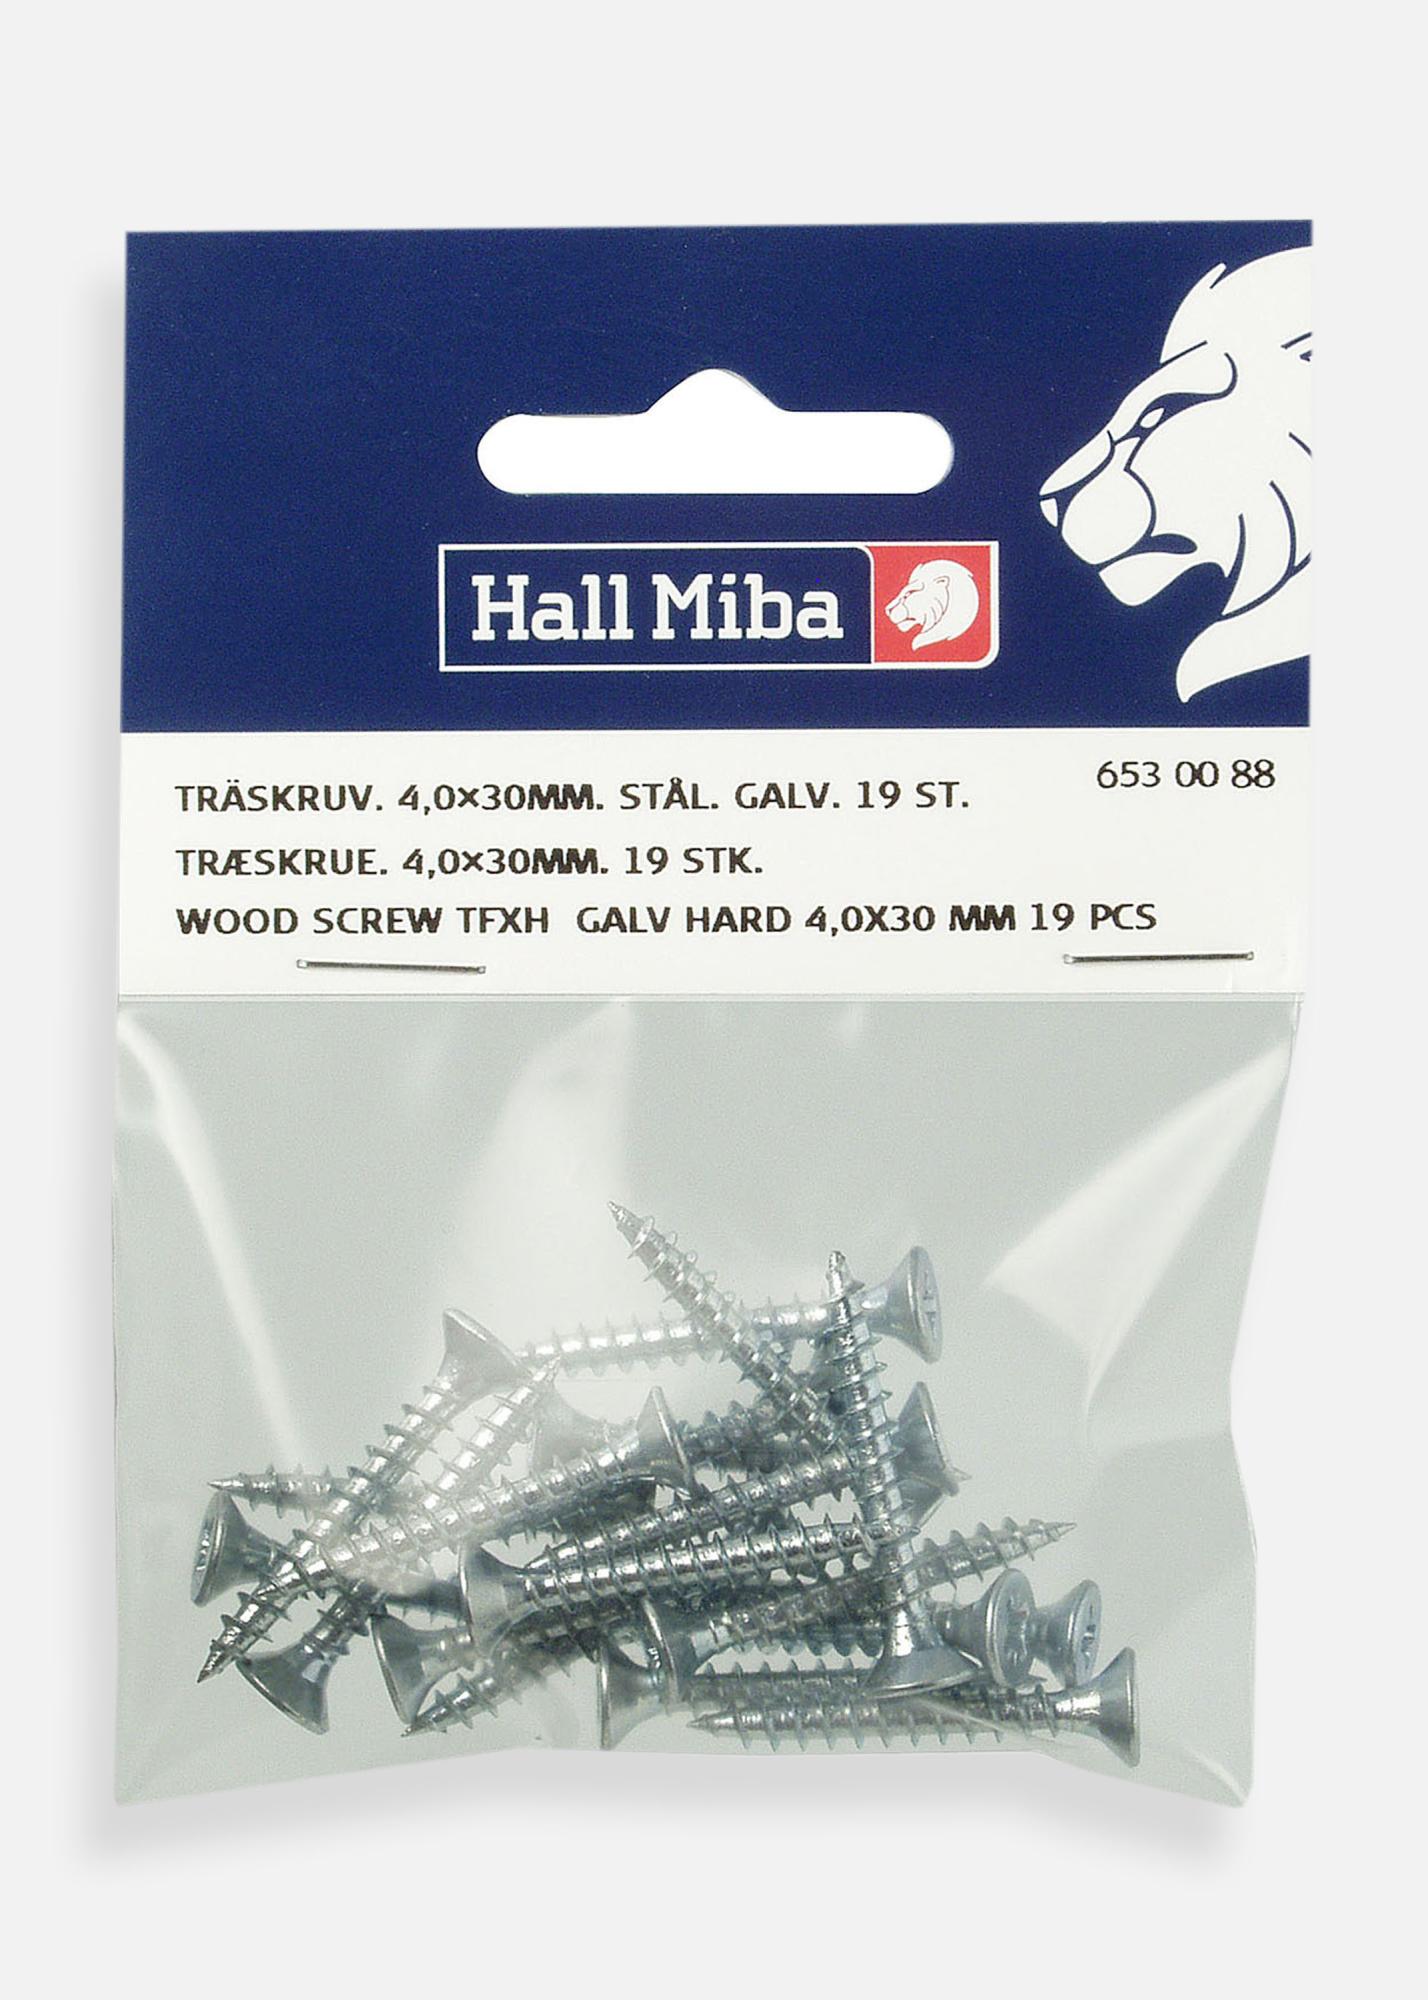 Hall Miba
653 00 88
TRÄSKRUV. 4,0×30MM. STÅL. GALV. 19 ST.
TRÆSKRUE. 4,0×30MM. 19 STK.
WOOD SCREW TFXH GALV HARD 4,0X30 MM 19 PCS